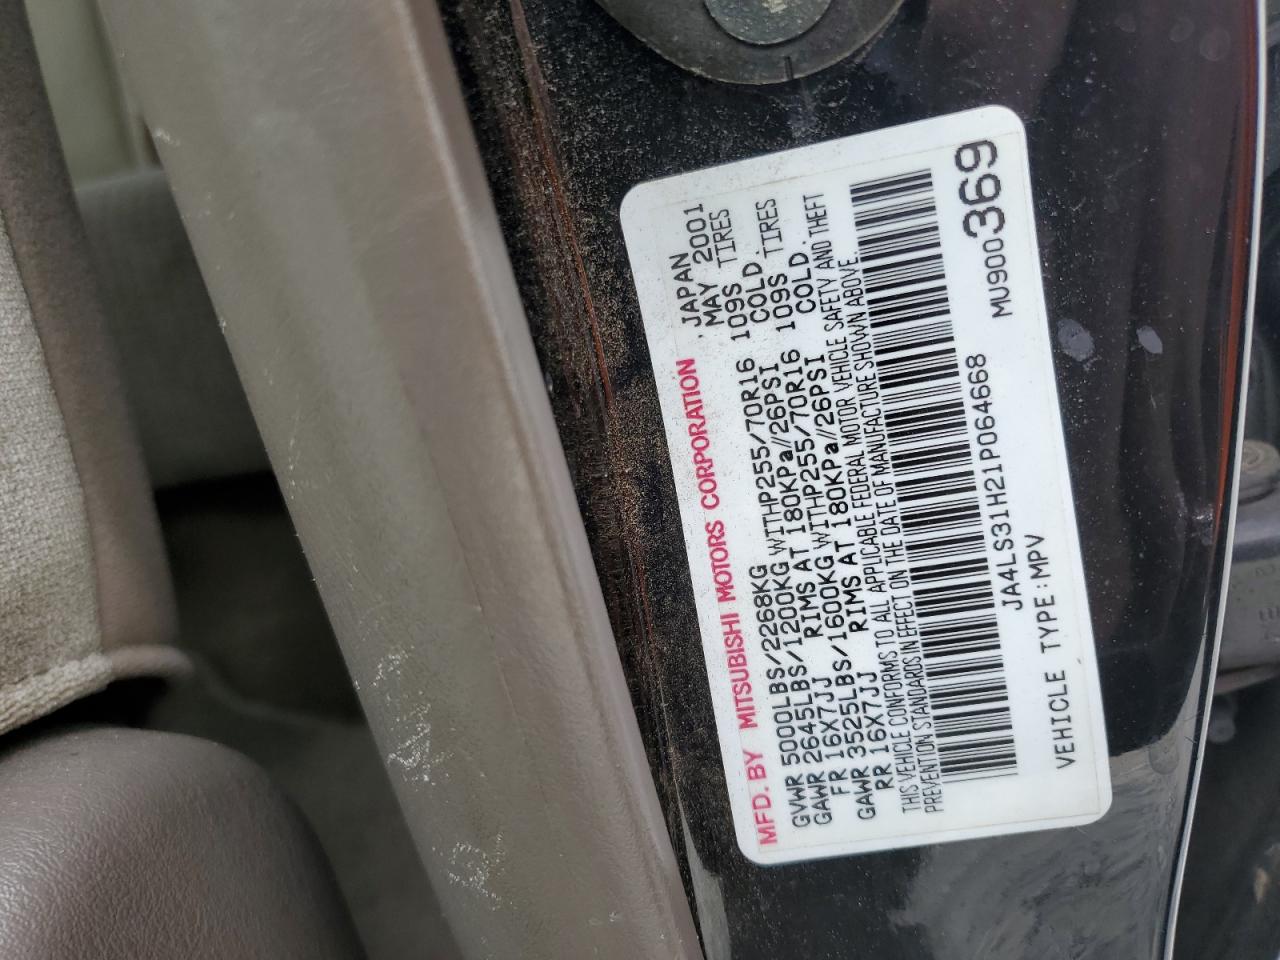 MFD. BY MITSUBISHI MOTORS CORPORATION, JAPAN
GVWR 5000LBS/2268KG MAY 2001
GAWR 2645LBS/1200KG WITHP255/70R16 109S TIRES
FR 16X7JJ RIMS AT 180KPa//26PSI COLD.
GAWR 3525LBS/1600KG WITHP255/70R16 109S TIRES
RR 16X7JJ RIMS AT 180KPa//26PSI COLD.
THIS VEHICLE CONFORMS TO ALL APPLICABLE FEDERAL MOTOR VEHICLE SAFETY AND THEFT
PREVENTION STANDARDS IN EFFECT ON THE DATE OF MANUFACTURE SHOWN ABOVE.
JA4LS31H21P064668
VEHICLE TYPE:MPV MU900369